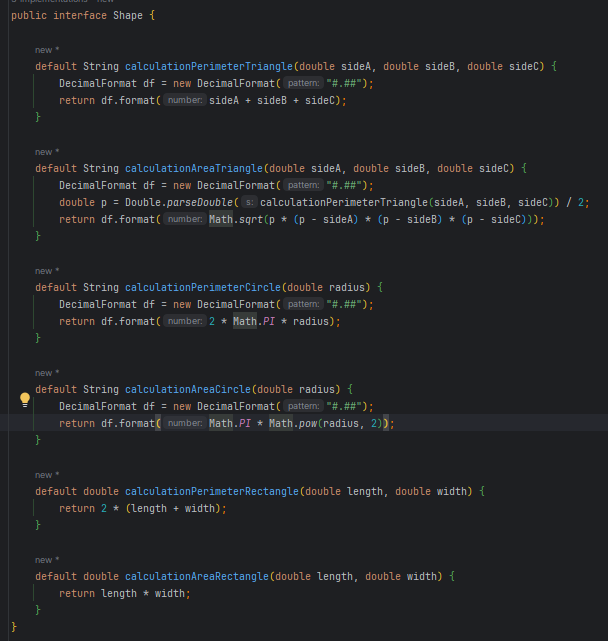 public interface Shape {
new *
default String calculationPerimeterTriangle(double sideA, double sideB, double sideC) {
DecimalFormat df = new DecimalFormat( pattern: "#.##");
return df.format( number: sideA + sideB + sideC);
}
new *
default String calculationAreaTriangle(double sideA, double sideB, double sideC) {
DecimalFormat df = new DecimalFormat( pattern: "#.##");
double p = Double.parseDouble( s: calculationPerimeterTriangle(sideA, sideB, sideC)) / 2;
return df.format( number: Math.sqrt(p * (p - sideA) * (p - sideB) * (p - sideC)));
}
new *
default String calculationPerimeterCircle(double radius) {
DecimalFormat df = new DecimalFormat( pattern: "#.##");
return df.format( number: 2 * Math.PI * radius);
}
new *
default String calculationAreaCircle(double radius) {
DecimalFormat df = new DecimalFormat( pattern: "#.##");
return df.format( number: Math.PI * Math.pow(radius, 2));
}
new *
default double calculationPerimeterRectangle(double length, double width) {
return 2 * (length + width);
}
new *
default double calculationAreaRectangle(double length, double width) {
return length * width;
}
}